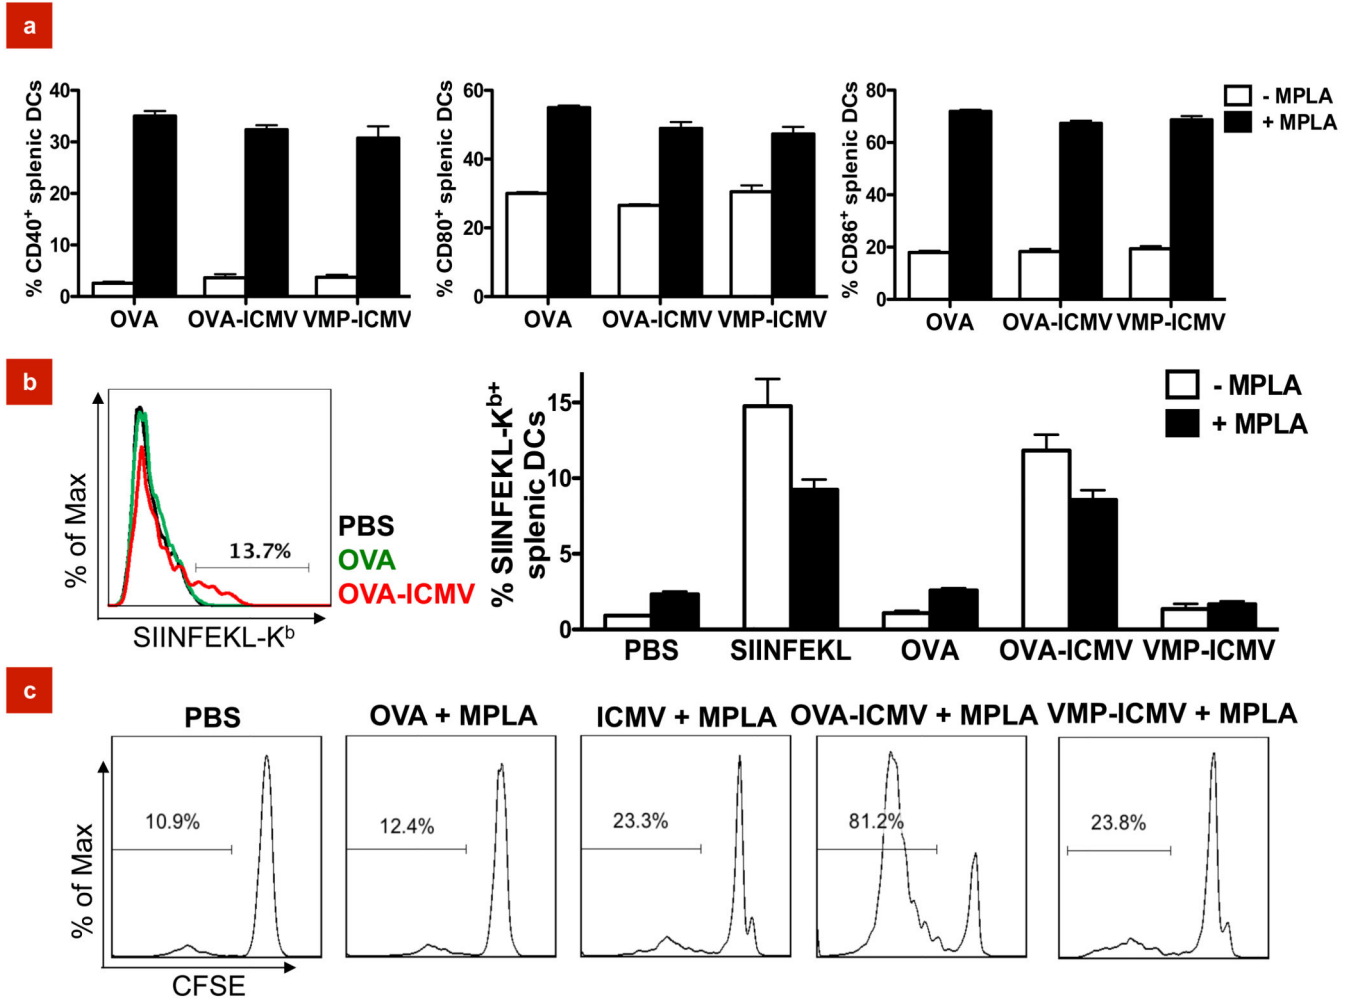 a
% CD40+ splenic DCs
40
30
20
10
0
OVA OVA-ICMV VMP-ICMV
% CD80+ splenic DCs
60
40
20
0
OVA OVA-ICMV VMP-ICMV
% CD86+ splenic DCs
80
60
40
20
0
OVA OVA-ICMV VMP-ICMV
- MPLA
+ MPLA
b
% of Max
13.7%
SIINFEKL-Kb
PBS
OVA
OVA-ICMV
% SIINFEKL-Kb+
splenic DCs
15
10
5
0
PBS SIINFEKL OVA OVA-ICMV VMP-ICMV
- MPLA
+ MPLA
c
PBS OVA + MPLA ICMV + MPLA OVA-ICMV + MPLA VMP-ICMV + MPLA
% of Max
10.9% 12.4% 23.3% 81.2% 23.8%
CFSE